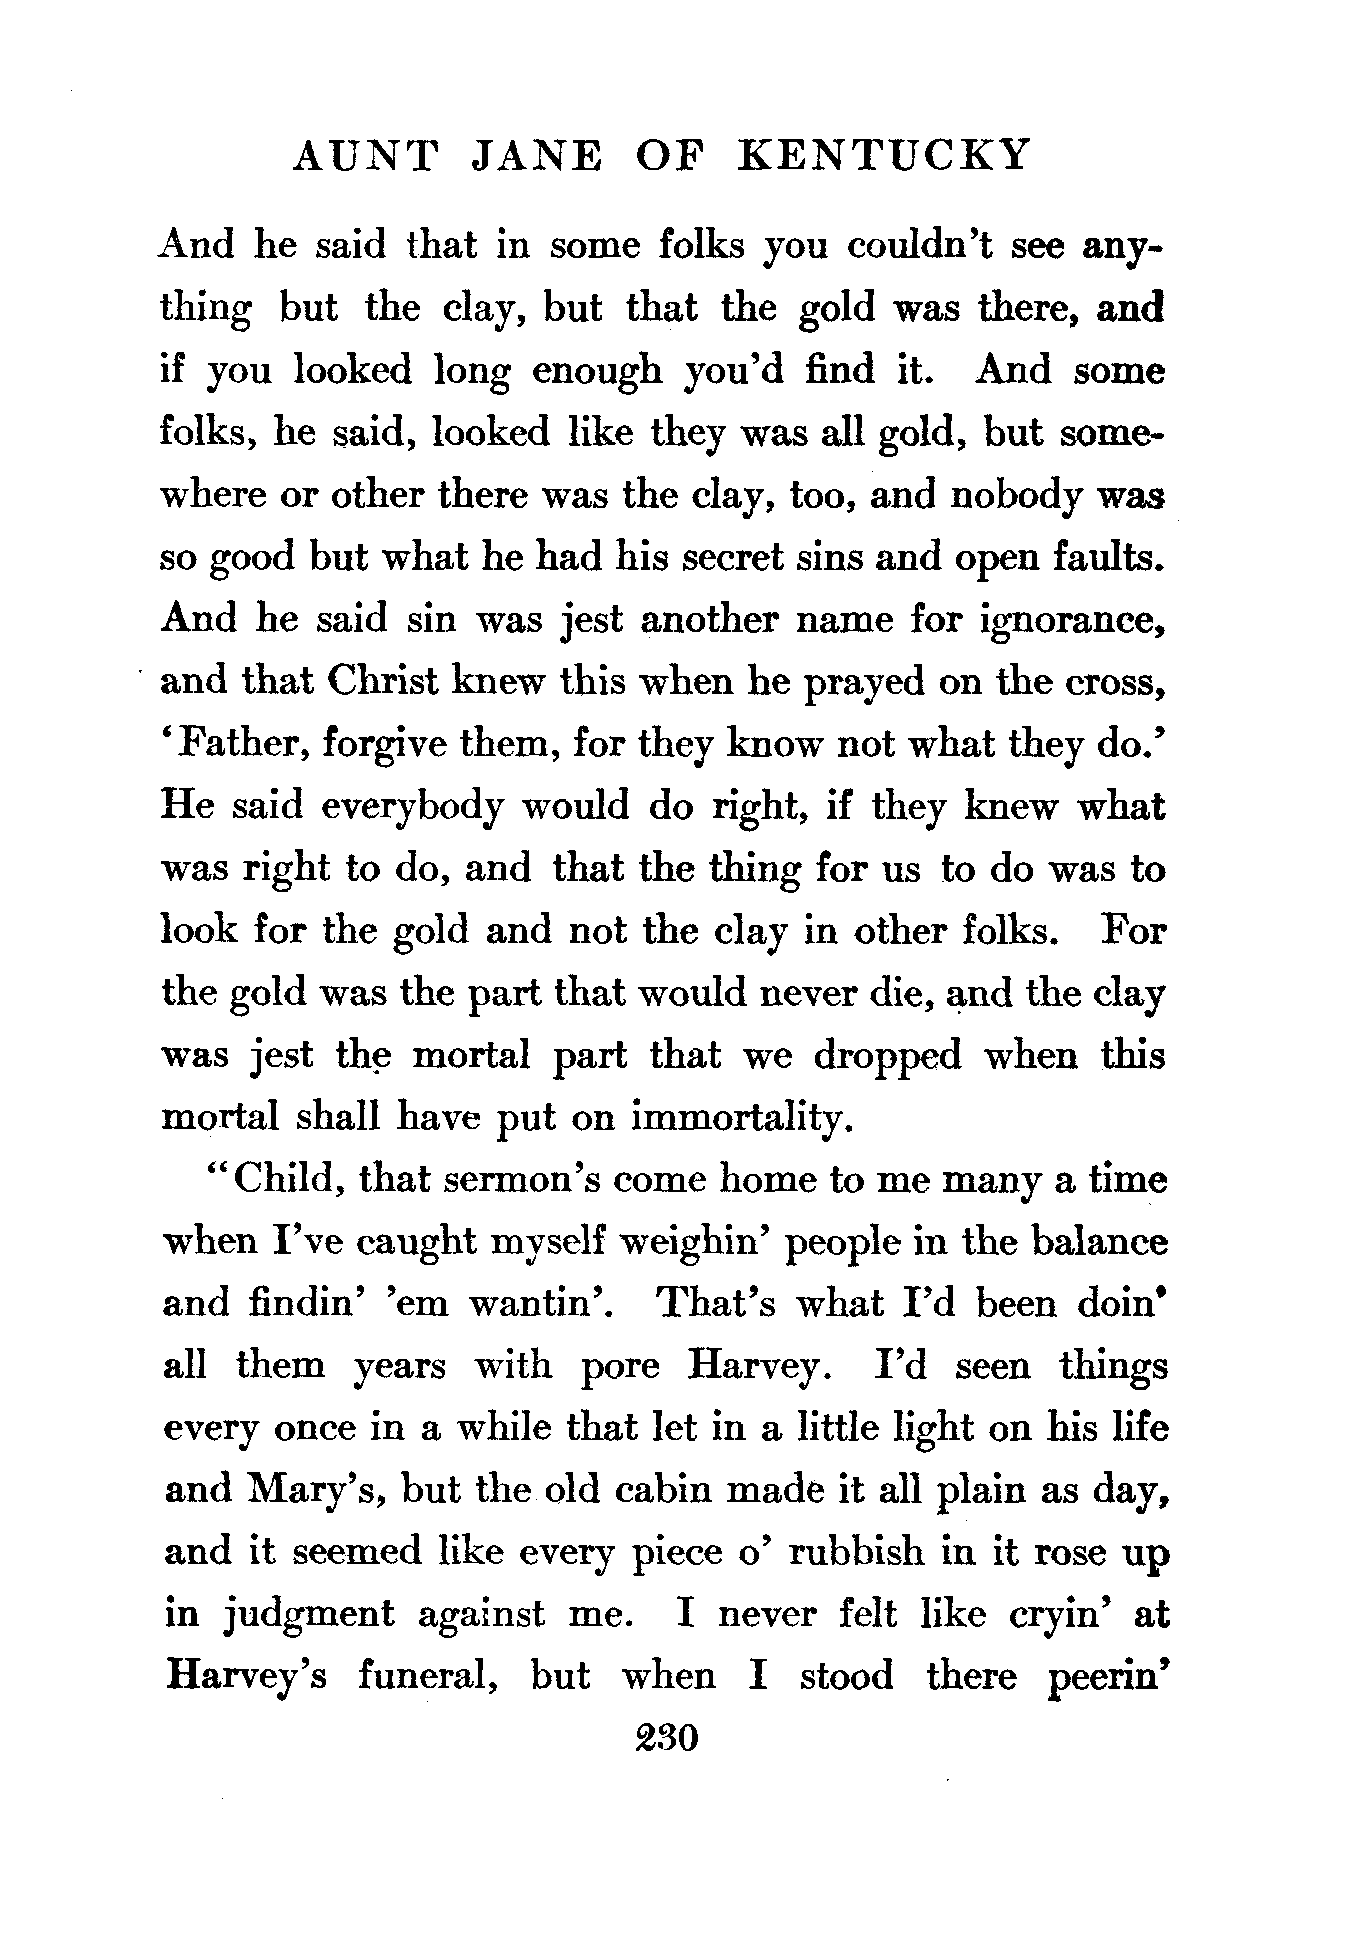 AUNT JANE OF KENTUCKY
And he said that in some folks you couldn't see any-
thing but the clay, but that the gold was there, and
if you looked long enough you'd find it. And some
folks, he said, looked like they was all gold, but some-
where or other there was the clay, too, and nobody was
so good but what he had his secret sins and open faults.
And he said sin was jest another name for ignorance,
and that Christ knew this when he prayed on the cross,
'Father, forgive them, for they know not what they do.'
He said everybody would do right, if they knew what
was right to do, and that the thing for us to do was to
look for the gold and not the clay in other folks. For
the gold was the part that would never die, and the clay
was jest the mortal part that we dropped when this
mortal shall have put on immortality.
"Child, that sermon's come home to me many a time
when I've caught myself weighin' people in the balance
and findin' 'em wantin'. That's what I'd been doin'
all them years with pore Harvey. I'd seen things
every once in a while that let in a little light on his life
and Mary's, but the old cabin made it all plain as day,
and it seemed like every piece o' rubbish in it rose up
in judgment against me. I never felt like cryin' at
Harvey's funeral, but when I stood there peerin'
230